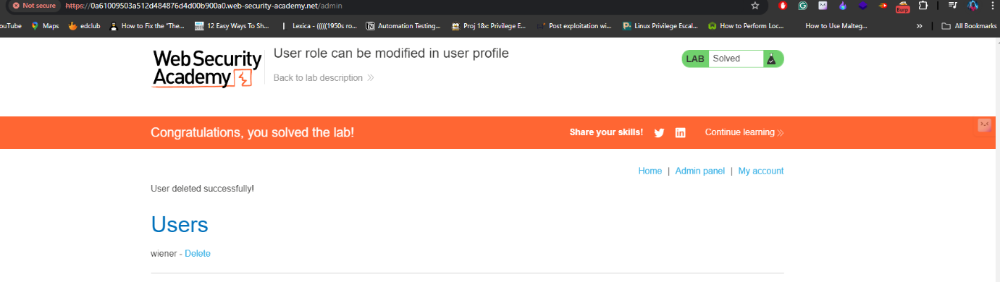 Not secure https://0a61009503a512d484876d4d00b900a0.web-security-academy.net/admin
Burp
ouTube Maps edclub How to Fix the "The... 12 Easy Ways To Sh... Lexica - (((((1950s ro... Automation Testing... Proj 18x: Privilege E... Post exploitation wi... Linux Privilege Escal... How to Perform Loc... How to Use Malteg... » All Bookmarks
Web Security
Academy
User role can be modified in user profile
Back to lab description
LAB Solved
Congratulations, you solved the lab!
Share your skills!
Continue learning
Home | Admin panel | My account
User deleted successfully!
Users
wiener - Delete